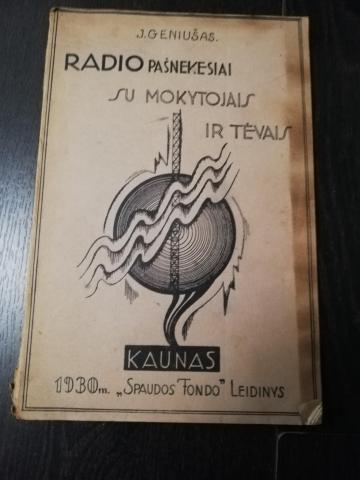 J. GENIUŠAS.
RADIO PAŠNEKESIAI
SU MOKYTOJAIS
IR TĖVAIS
KAUNAS
1930 m. „SPAUDOS FONDO" LEIDINYS